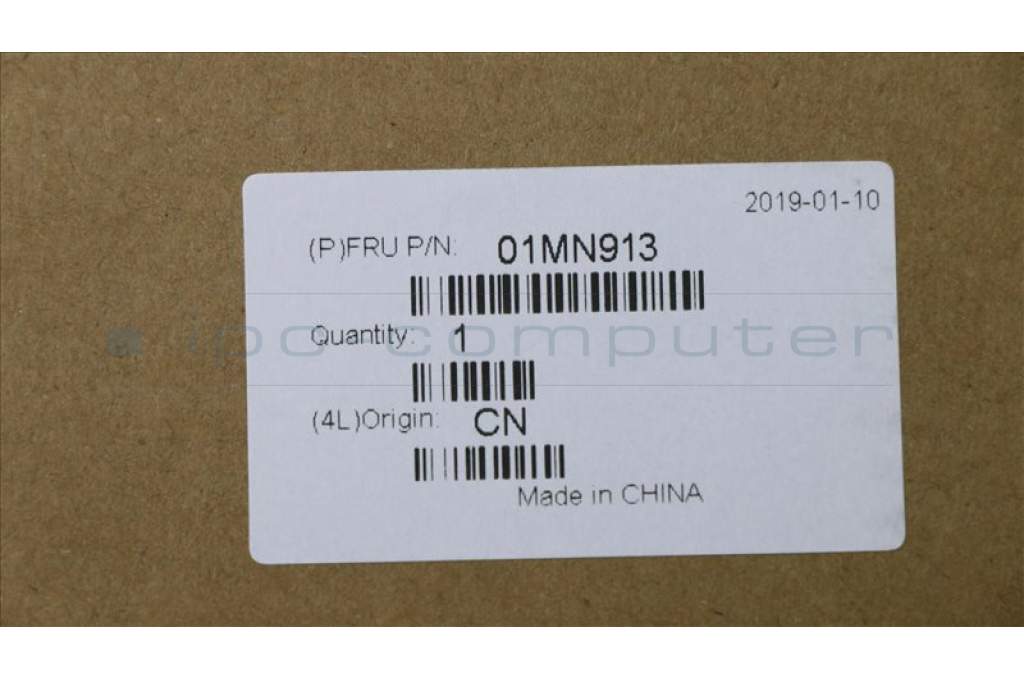 2019-01-10
(P)FRU P/N: 01MN913
ipc computer
Quantity: 1
(4L)Origin: CN
Made in CHINA